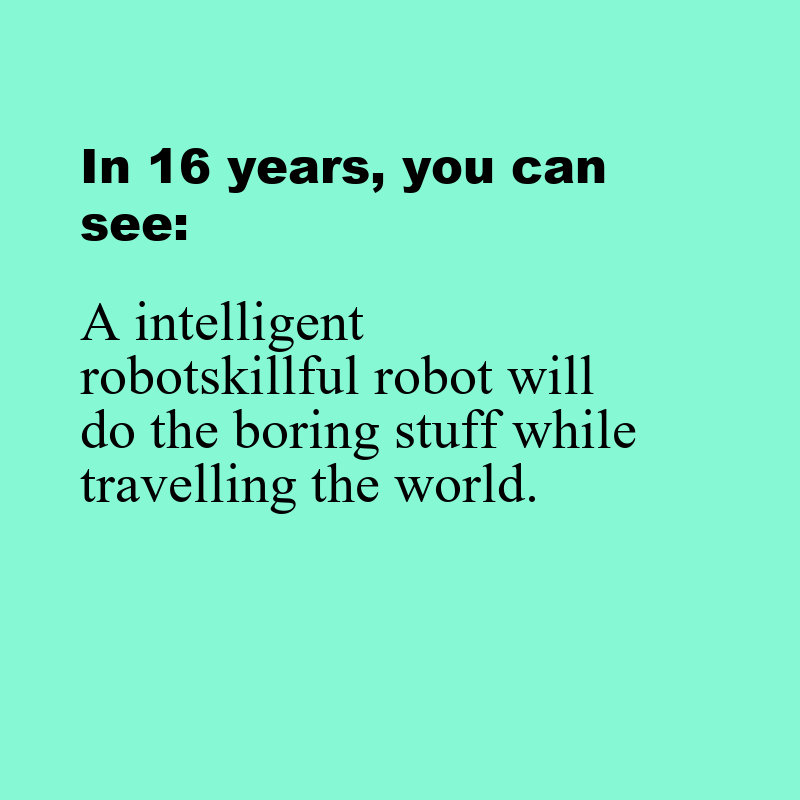 In 16 years, you can
see:
A intelligent
robotskillful robot will
do the boring stuff while
travelling the world.